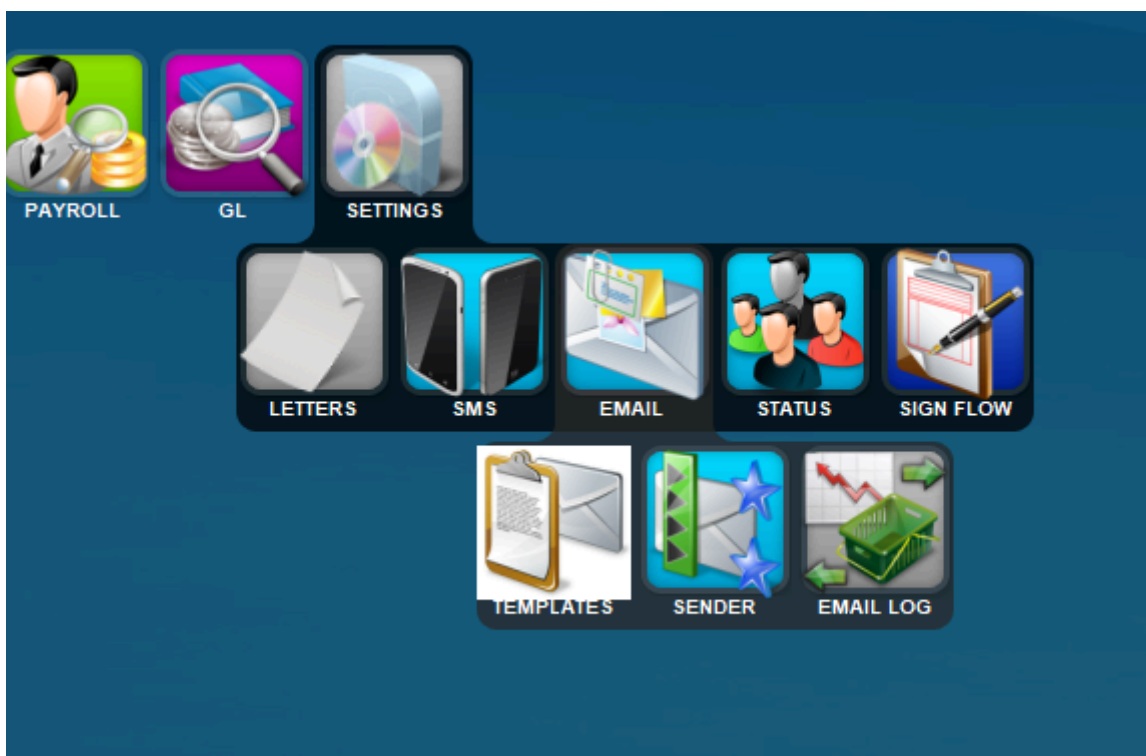 PAYROLL
GL
SETTINGS
LETTERS
SMS
EMAIL
STATUS
SIGN FLOW
TEMPLATES
SENDER
EMAIL LOG